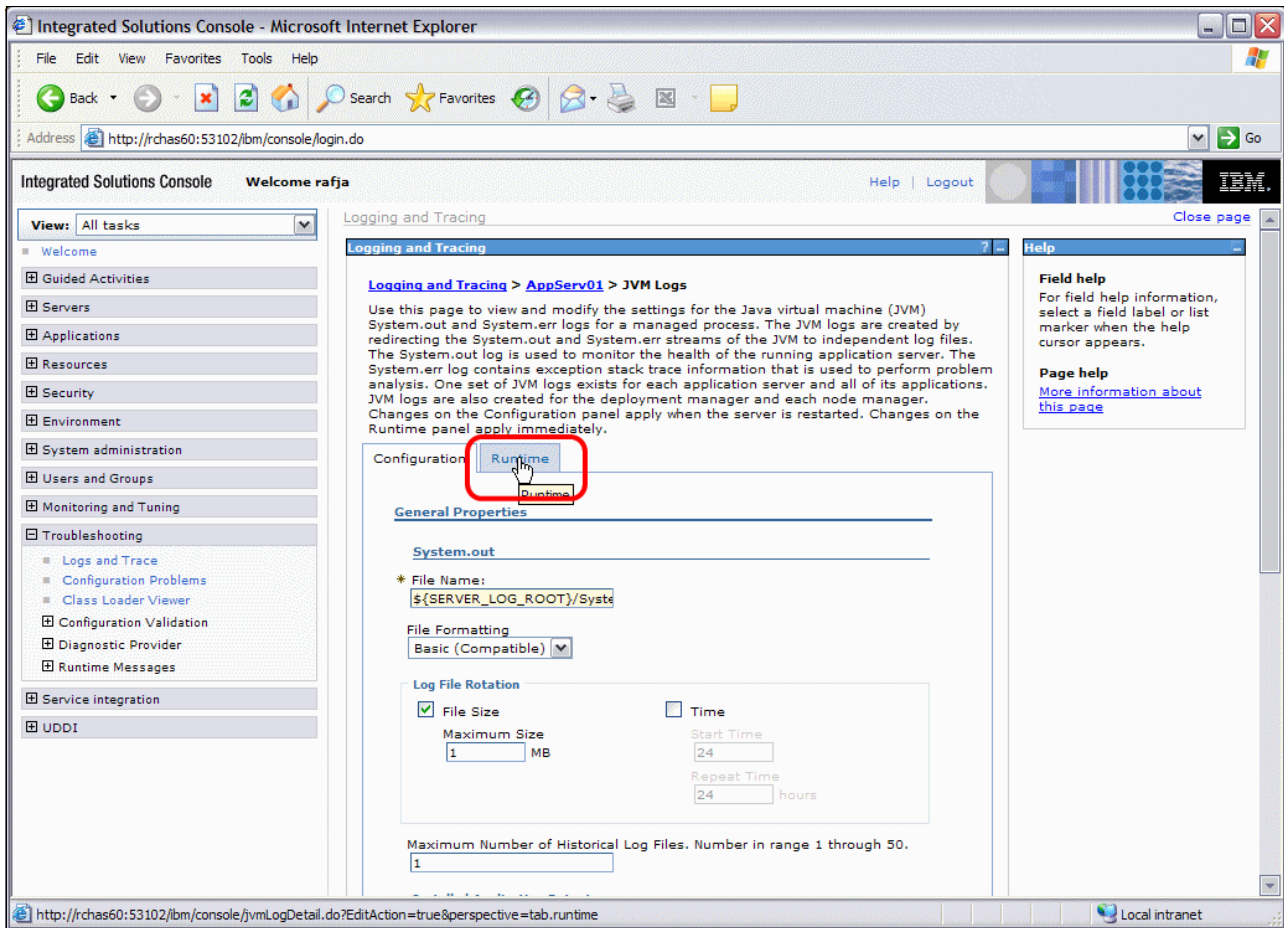 Integrated Solutions Console - Microsoft Internet Explorer
File Edit View Favorites Tools Help
Back Search Favorites
Address http://rchas60:53102/ibm/console/login.do Go
Integrated Solutions Console Welcome rafja Help | Logout IBM.
View: All tasks
Welcome
Guided Activities
Servers
Applications
Resources
Security
Environment
System administration
Users and Groups
Monitoring and Tuning
Troubleshooting
Logs and Trace
Configuration Problems
Class Loader Viewer
Configuration Validation
Diagnostic Provider
Runtime Messages
Service integration
UDDI
Logging and Tracing Close page
Logging and Tracing ? -
Logging and Tracing > AppServ01 > JVM Logs
Use this page to view and modify the settings for the Java virtual machine (JVM)
System.out and System.err logs for a managed process. The JVM logs are created by
redirecting the System.out and System.err streams of the JVM to independent log files.
The System.out log is used to monitor the health of the running application server. The
System.err log contains exception stack trace information that is used to perform problem
analysis. One set of JVM logs exists for each application server and all of its applications.
JVM logs are also created for the deployment manager and each node manager.
Changes on the Configuration panel apply when the server is restarted. Changes on the
Runtime panel apply immediately.
Configuration Runtime
Runtime
General Properties
System.out
* File Name:
${SERVER_LOG_ROOT}/Syste
File Formatting
Basic (Compatible)
Log File Rotation
File Size Time
Maximum Size Start Time
1 MB 24
Repeat Time
24 hours
Maximum Number of Historical Log Files. Number in range 1 through 50.
1
Help
Field help
For field help information,
select a field label or list
marker when the help
cursor appears.
Page help
More information about
this page
http://rchas60:53102/ibm/console/jvmLogDetail.do?EditAction=true&perspective=tab.runtime Local intranet